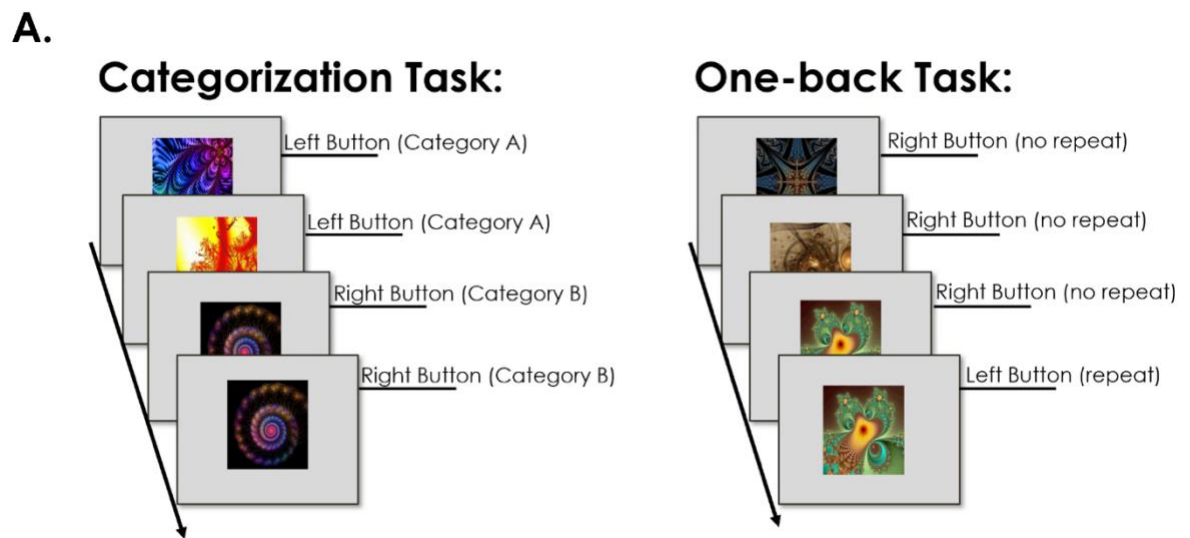 A.
Categorization Task:
Left Button (Category A)
Left Button (Category A)
Right Button (Category B)
Right Button (Category B)
One-back Task:
Right Button (no repeat)
Right Button (no repeat)
Right Button (no repeat)
Left Button (repeat)